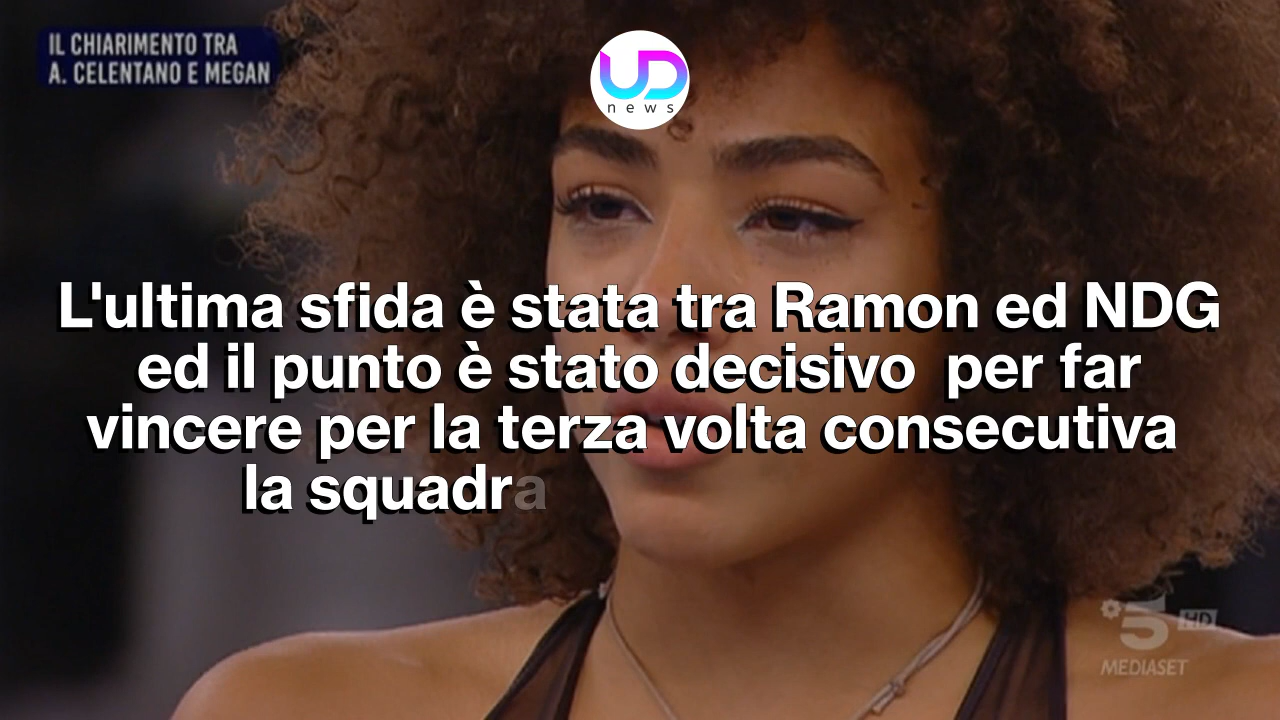 IL CHIARIMENTO TRA
A. CELENTANO E MEGAN
UD
news
L'ultima sfida è stata tra Ramon ed NDG
ed il punto è stato decisivo per far
vincere per la terza volta consecutiva
la squadra
5 HD
MEDIASET